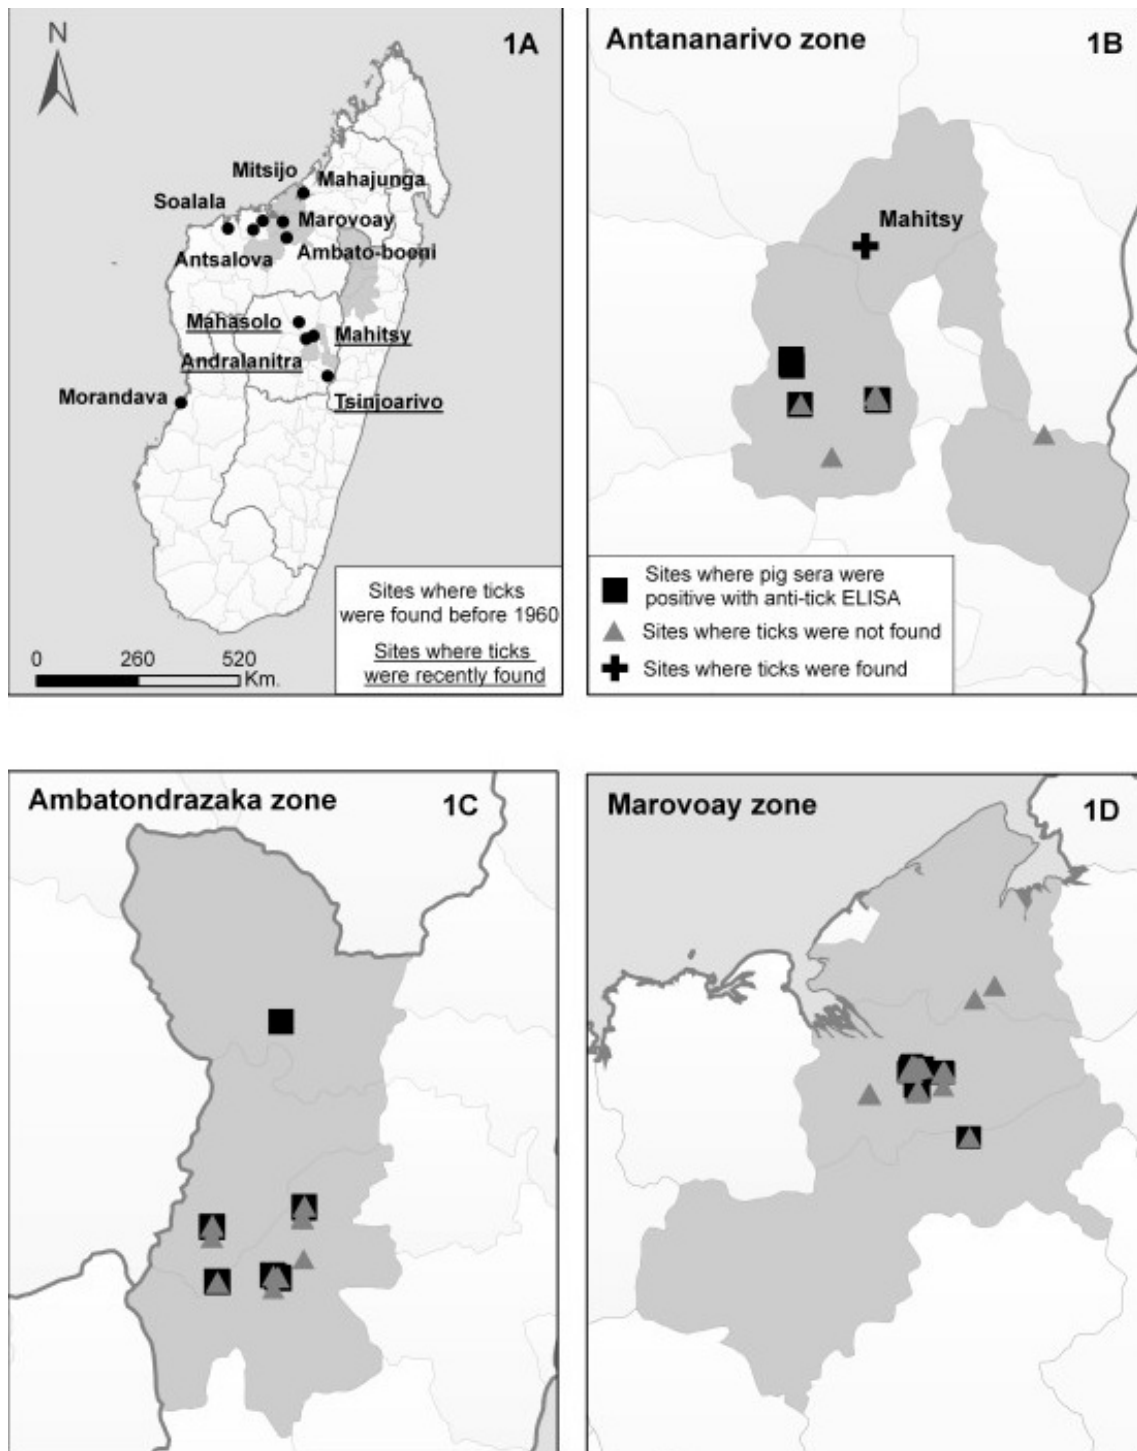 N
1A
Mitsijo
Mahajunga
Soalala
Marovoay
Antsalova
Ambato-booni
Mahasolo
Mahitsy
Andralanitra
Morandava
Tsinjoarivo
Sites where ticks
were found before 1960
Sites where ticks
were recently found
0 260 520
Km.
Antananarivo zone
1B
Mahitsy
Sites where pig sera were
positive with anti-tick ELISA
Sites where ticks were not found
Sites where ticks were found
Ambatondrazaka zone
1C
Marovoay zone
1D